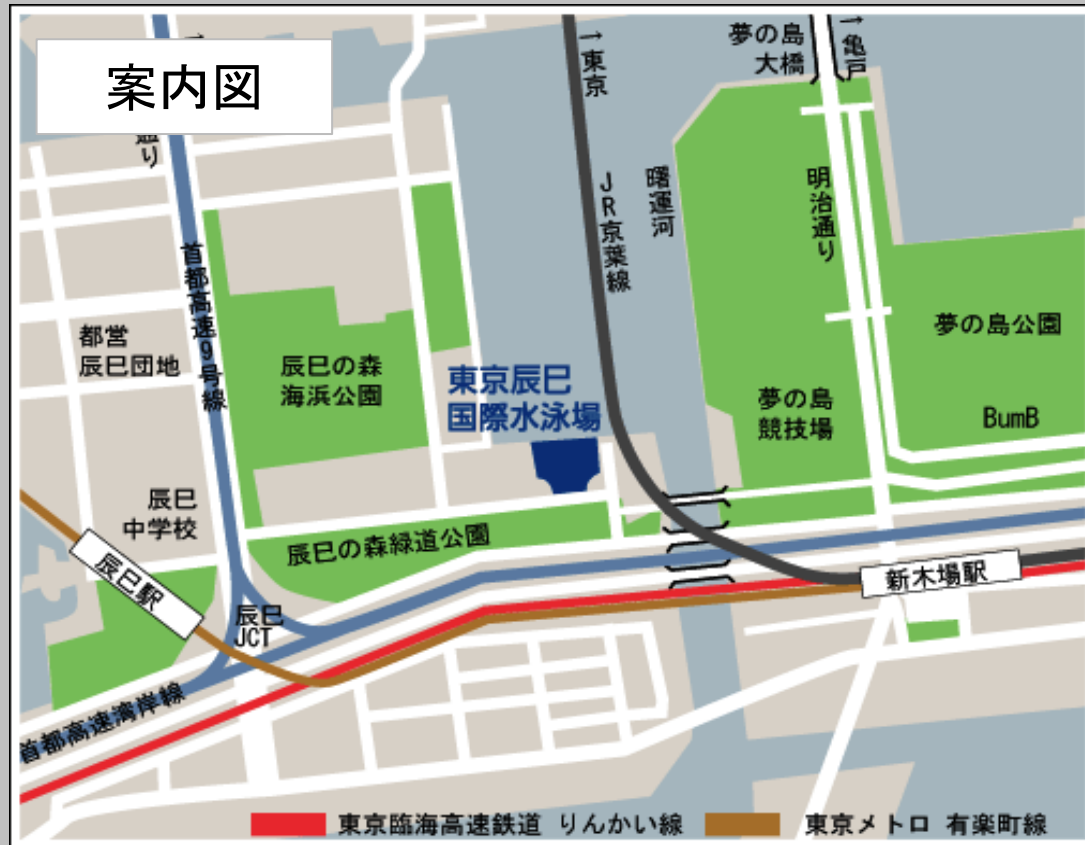 案内図
通り
夢の島
大橋
→亀戸
→東京
JR京葉線
曙運河
明治通り
首都高速9号線
都営
辰巳団地
辰巳の森
海浜公園
東京辰巳
国際水泳場
夢の島公園
夢の島
競技場
BumB
辰巳
中学校
辰巳の森緑道公園
辰巳駅
辰巳
JCT
新木場駅
首都高速湾岸線
東京臨海高速鉄道 りんかい線
東京メトロ 有楽町線